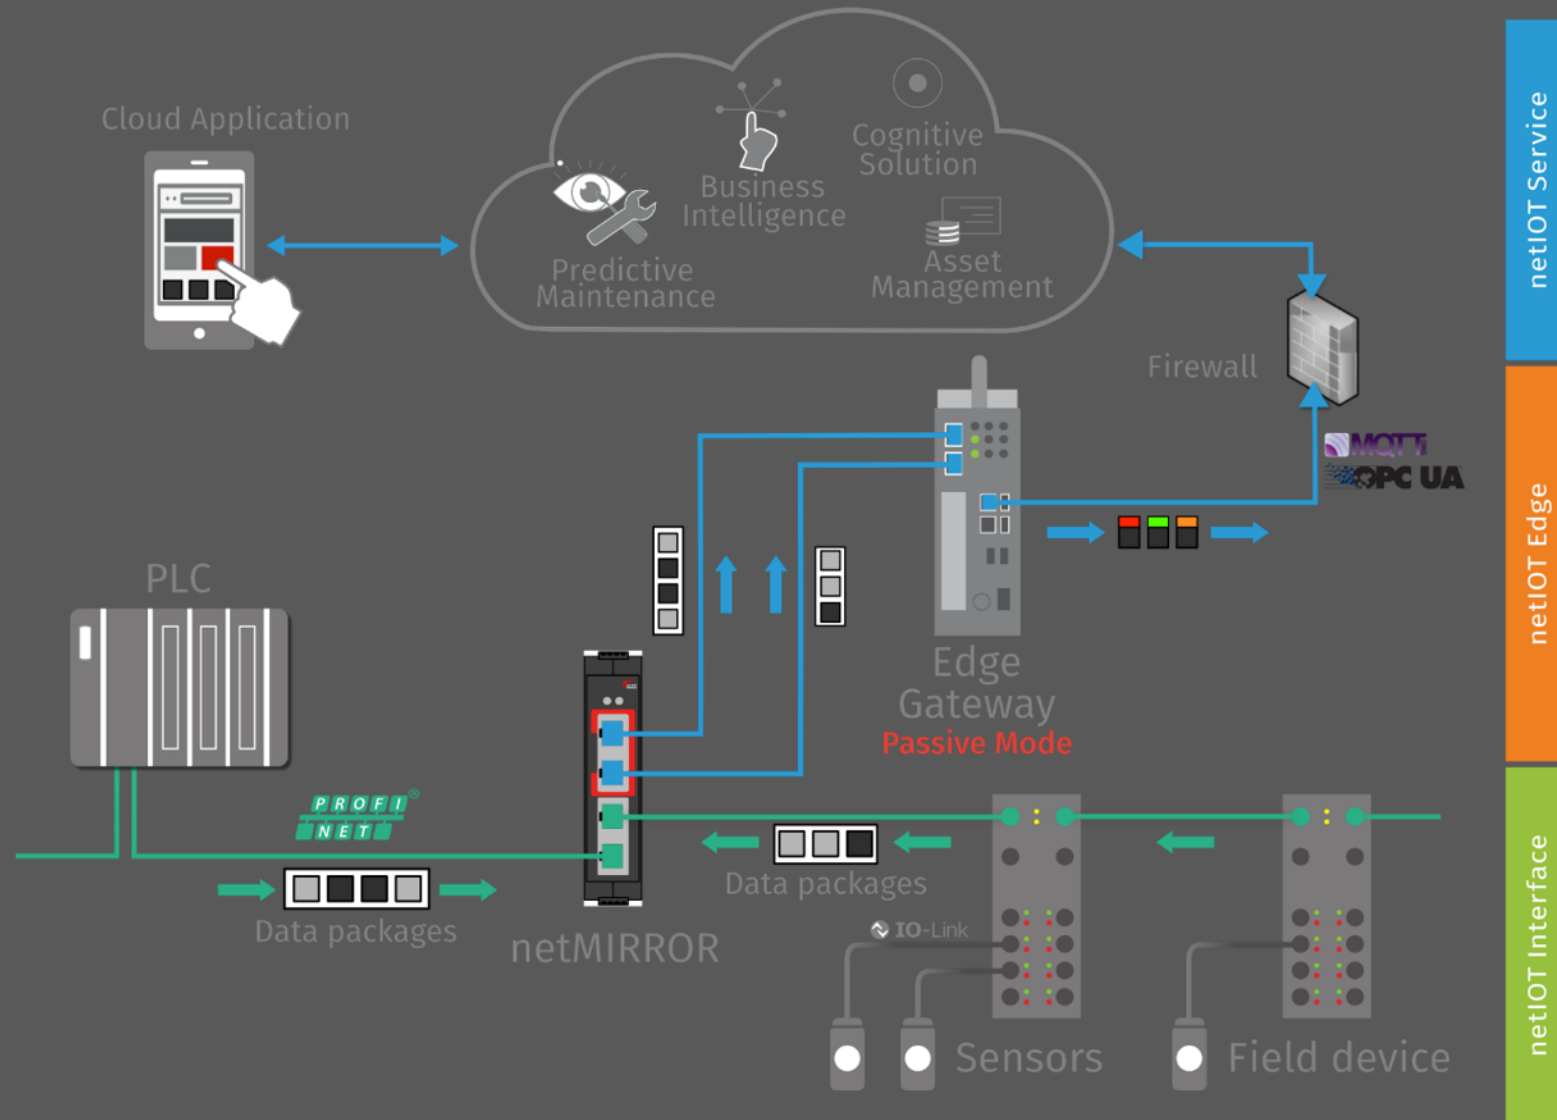 Cloud Application
Cognitive
Solution
Business
Intelligence
Predictive
Maintenance
Asset
Management
netIOT Service
Firewall
MQTT
OPC UA
netIOT Edge
PLC
Edge
Gateway
Passive Mode
PROFI®
NET
Data packages
Data packages
netMIRROR
IO-Link
Sensors
Field device
netIOT Interface